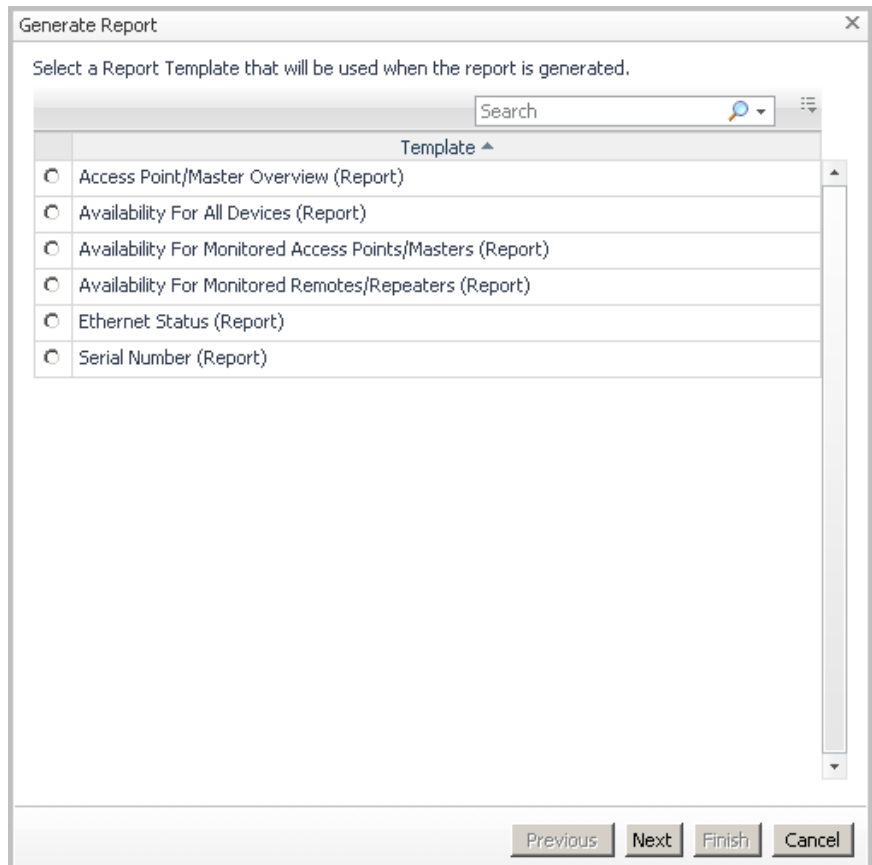 Generate Report
Select a Report Template that will be used when the report is generated.
Search
Template
Access Point/Master Overview (Report)
Availability For All Devices (Report)
Availability For Monitored Access Points/Masters (Report)
Availability For Monitored Remotes/Repeaters (Report)
Ethernet Status (Report)
Serial Number (Report)
Previous Next Finish Cancel